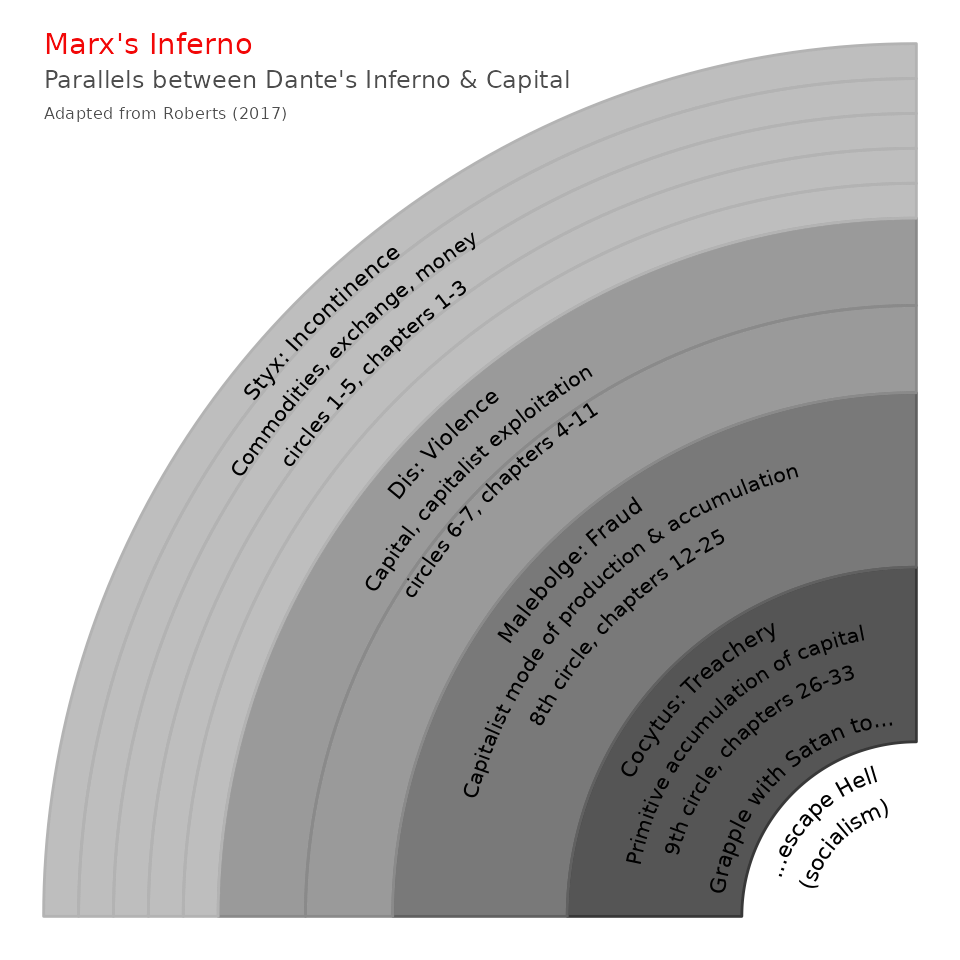 Marx's Inferno
Parallels between Dante's Inferno & Capital
Adapted from Roberts (2017)
Styx: Incontinence
Commodities, exchange, money
circles 1-5, chapters 1-3
Dis: Violence
Capital, capitalist exploitation
circles 6-7, chapters 4-11
Malebolge: Fraud
Capitalist mode of production & accumulation
8th circle, chapters 12-25
Cocytus: Treachery
Primitive accumulation of capital
9th circle, chapters 26-33
Grapple with Satan to...
...escape Hell
(socialism)